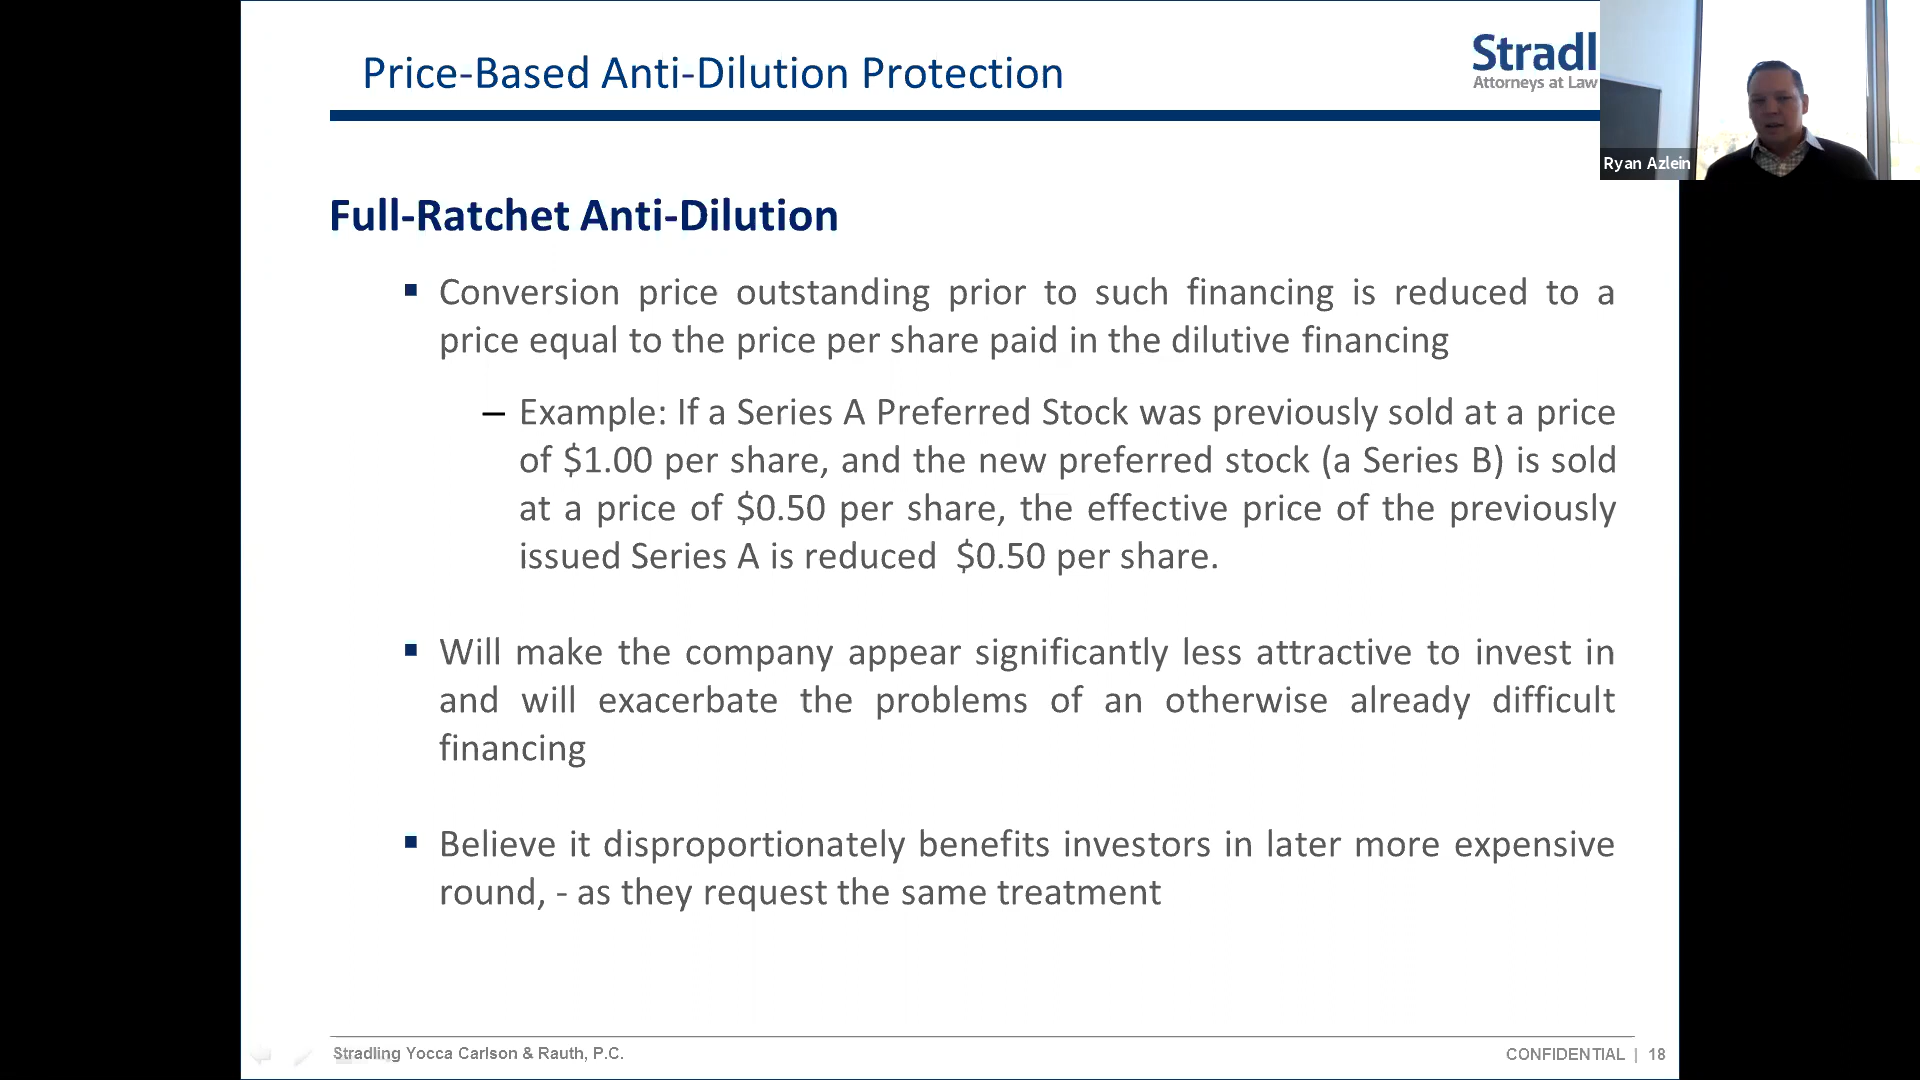 Price-Based Anti-Dilution Protection
Stradl
Attorneys at Law
Ryan Azlein
Full-Ratchet Anti-Dilution
▪ Conversion price outstanding prior to such financing is reduced to a
price equal to the price per share paid in the dilutive financing
– Example: If a Series A Preferred Stock was previously sold at a price
of $1.00 per share, and the new preferred stock (a Series B) is sold
at a price of $0.50 per share, the effective price of the previously
issued Series A is reduced  $0.50 per share.
▪ Will make the company appear significantly less attractive to invest in
and will exacerbate the problems of an otherwise already difficult
financing
▪ Believe it disproportionately benefits investors in later more expensive
round, - as they request the same treatment
Stradling Yocca Carlson & Rauth, P.C.
CONFIDENTIAL | 18